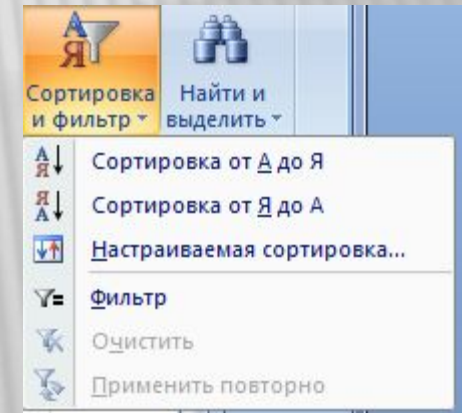 Сортировка и фильтр
Найти и выделить
Сортировка от А до Я
Сортировка от Я до А
Настраиваемая сортировка...
Фильтр
Очистить
Применить повторно